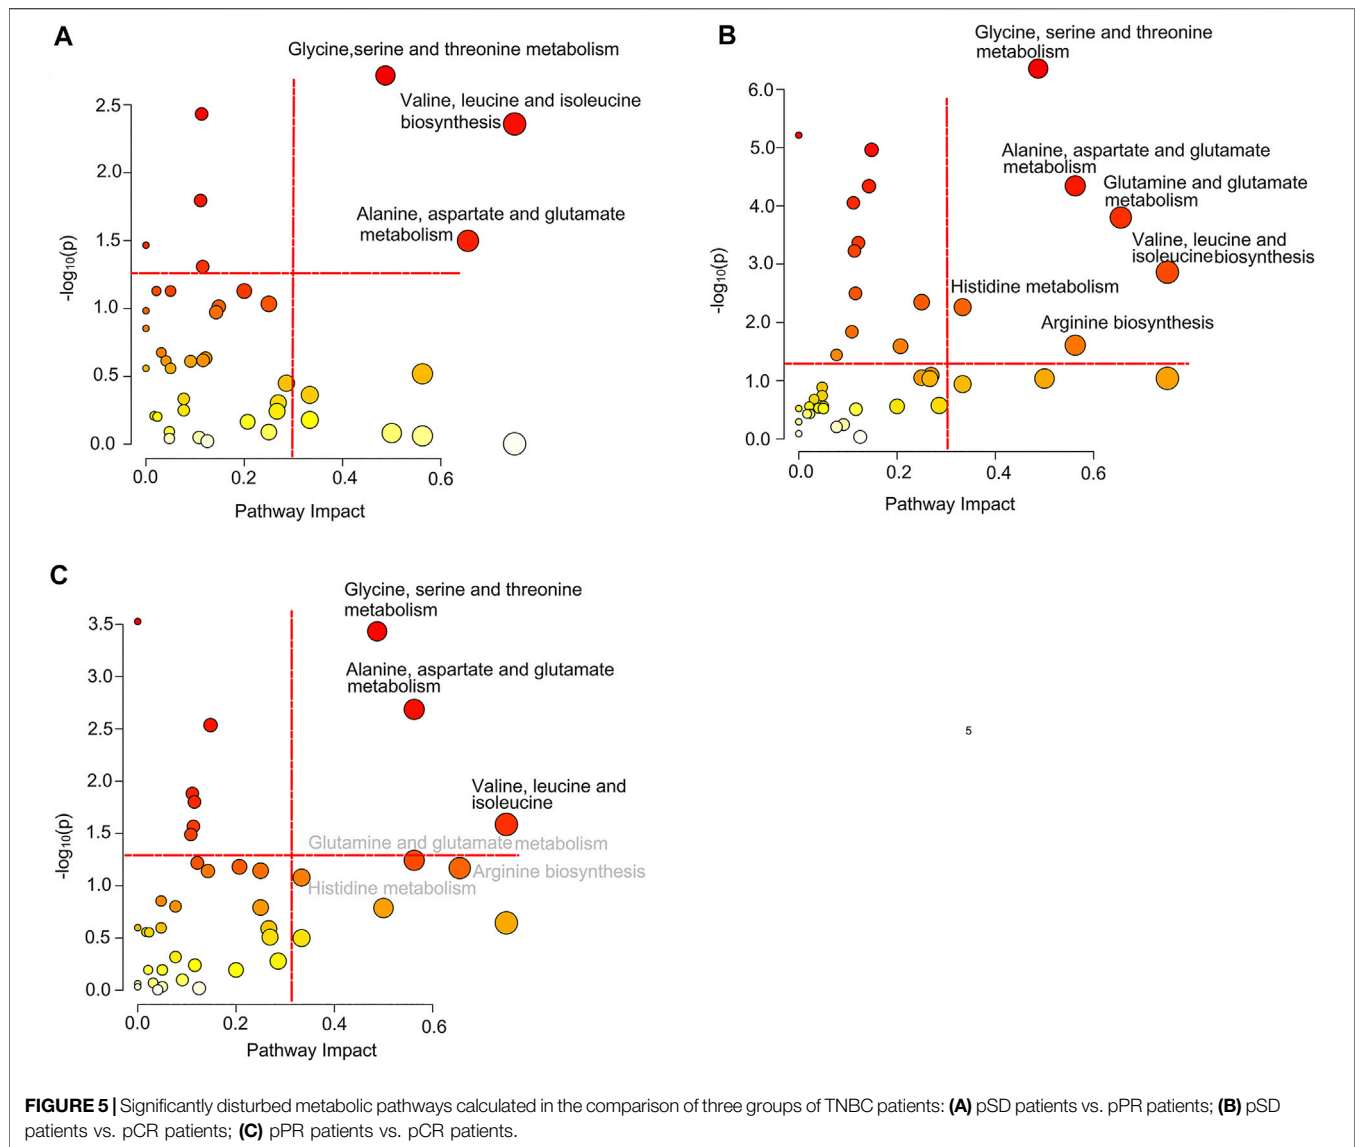 A
Glycine,serine and threonine metabolism
Valine, leucine and isoleucine
biosynthesis
Alanine, aspartate and glutamate
metabolism
-log10(p)
2.5
2.0
1.5
1.0
0.5
0.0
0.0 0.2 0.4 0.6
Pathway Impact
B
Glycine, serine and threonine
metabolism
Alanine, aspartate and glutamate
metabolism
Glutamine and glutamate
metabolism
Valine, leucine and
isoleucine biosynthesis
Histidine metabolism
Arginine biosynthesis
-log10(p)
6.0
5.0
4.0
3.0
2.0
1.0
0.0
0.0 0.2 0.4 0.6
Pathway Impact
C
Glycine, serine and threonine
metabolism
Alanine, aspartate and glutamate
metabolism
Valine, leucine and
isoleucine
Glutamine and glutamate metabolism
Arginine biosynthesis
Histidine metabolism
-log10(p)
3.5
3.0
2.5
2.0
1.5
1.0
0.5
0.0
0.0 0.2 0.4 0.6
Pathway Impact
5
FIGURE 5 | Significantly disturbed metabolic pathways calculated in the comparison of three groups of TNBC patients: (A) pSD patients vs. pPR patients; (B) pSD
patients vs. pCR patients; (C) pPR patients vs. pCR patients.